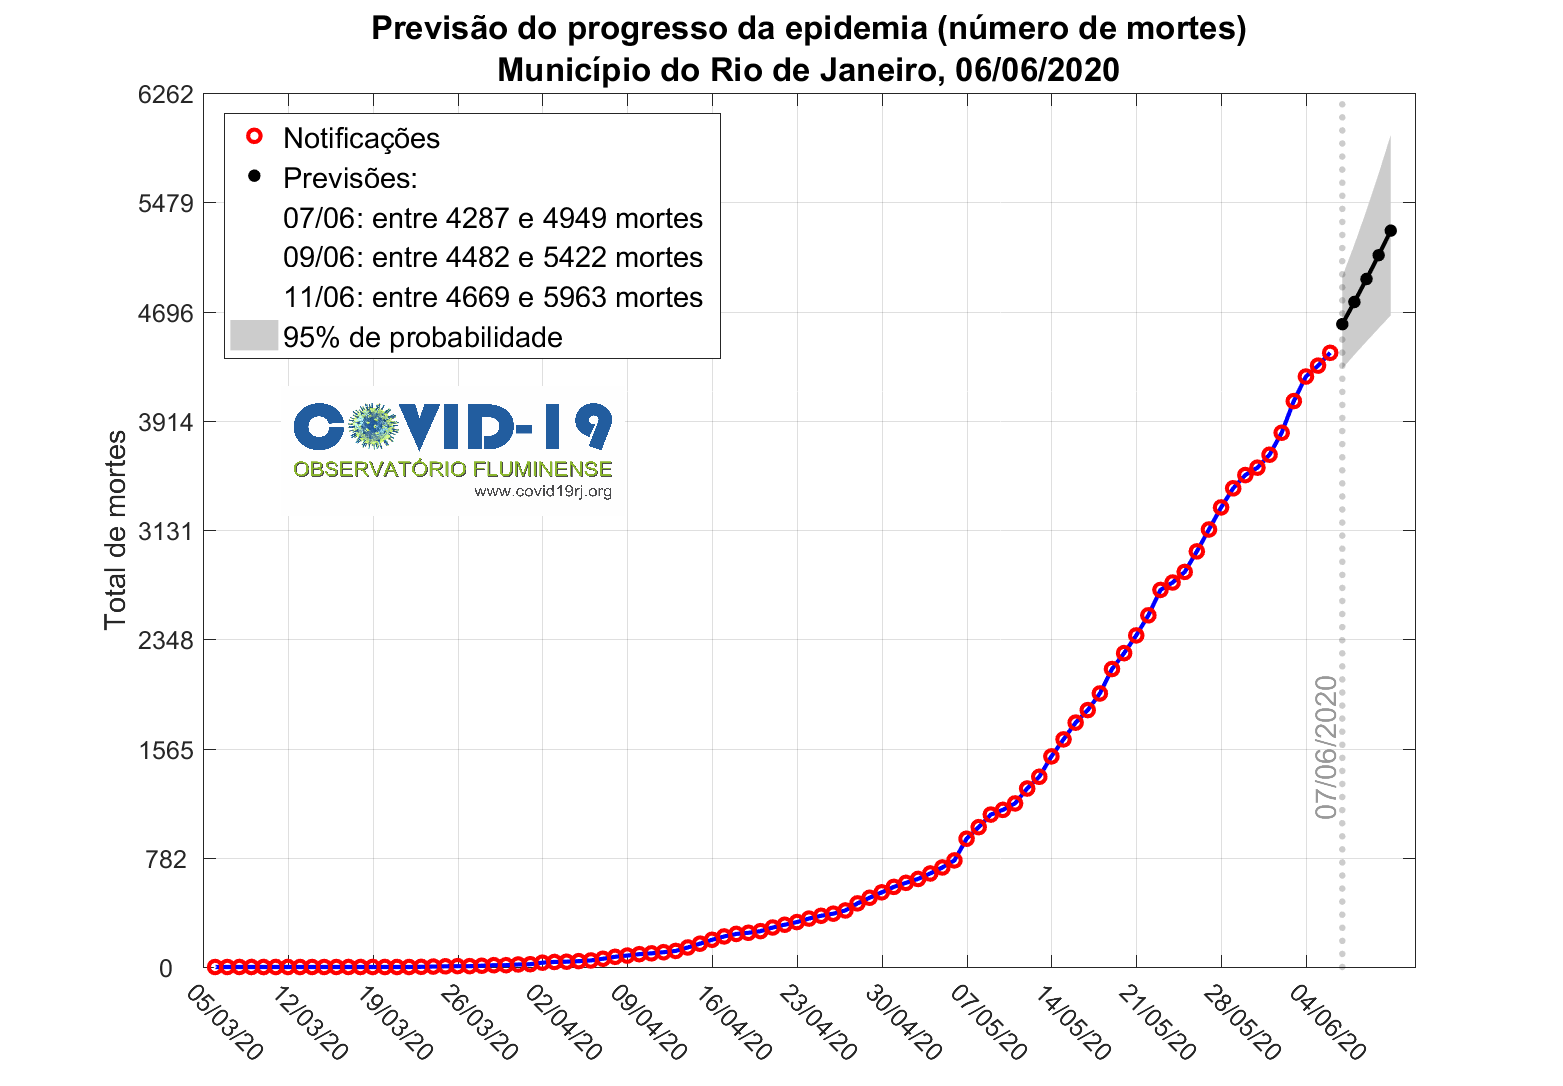 Previsão do progresso da epidemia (número de mortes)
Município do Rio de Janeiro, 06/06/2020
6262
5479
4696
3914
3131
2348
1565
782
0
Total de mortes
Notificações
Previsões:
07/06: entre 4287 e 4949 mortes
09/06: entre 4482 e 5422 mortes
11/06: entre 4669 e 5963 mortes
95% de probabilidade
COVID-19
OBSERVATÓRIO FLUMINENSE
www.covid19rj.org
07/06/2020
05/03/20
12/03/20
19/03/20
26/03/20
02/04/20
09/04/20
16/04/20
23/04/20
30/04/20
07/05/20
14/05/20
21/05/20
28/05/20
04/06/20